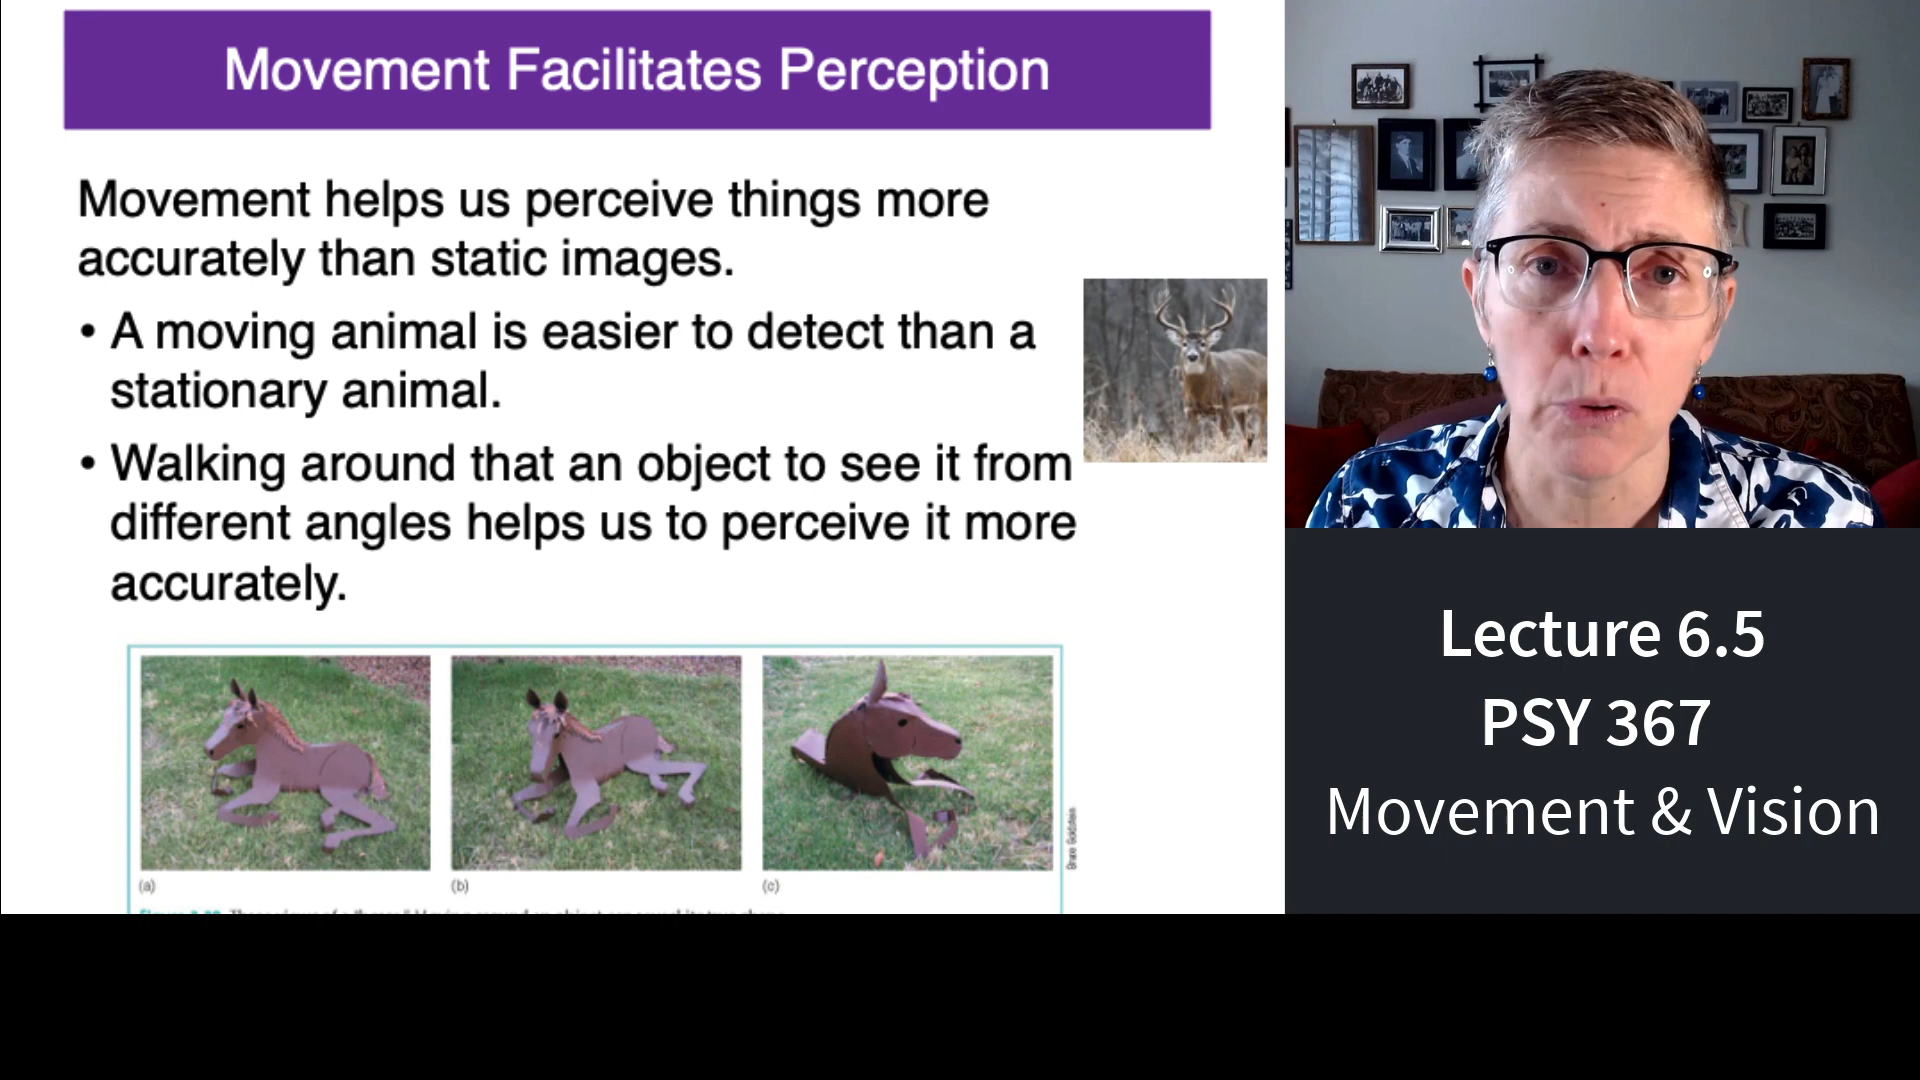 Movement Facilitates Perception
Movement helps us perceive things more
accurately than static images.
• A moving animal is easier to detect than a
stationary animal.
• Walking around that an object to see it from
different angles helps us to perceive it more
accurately.
(a)
(b)
(c)
Bruce Goldstein
Lecture 6.5
PSY 367
Movement & Vision